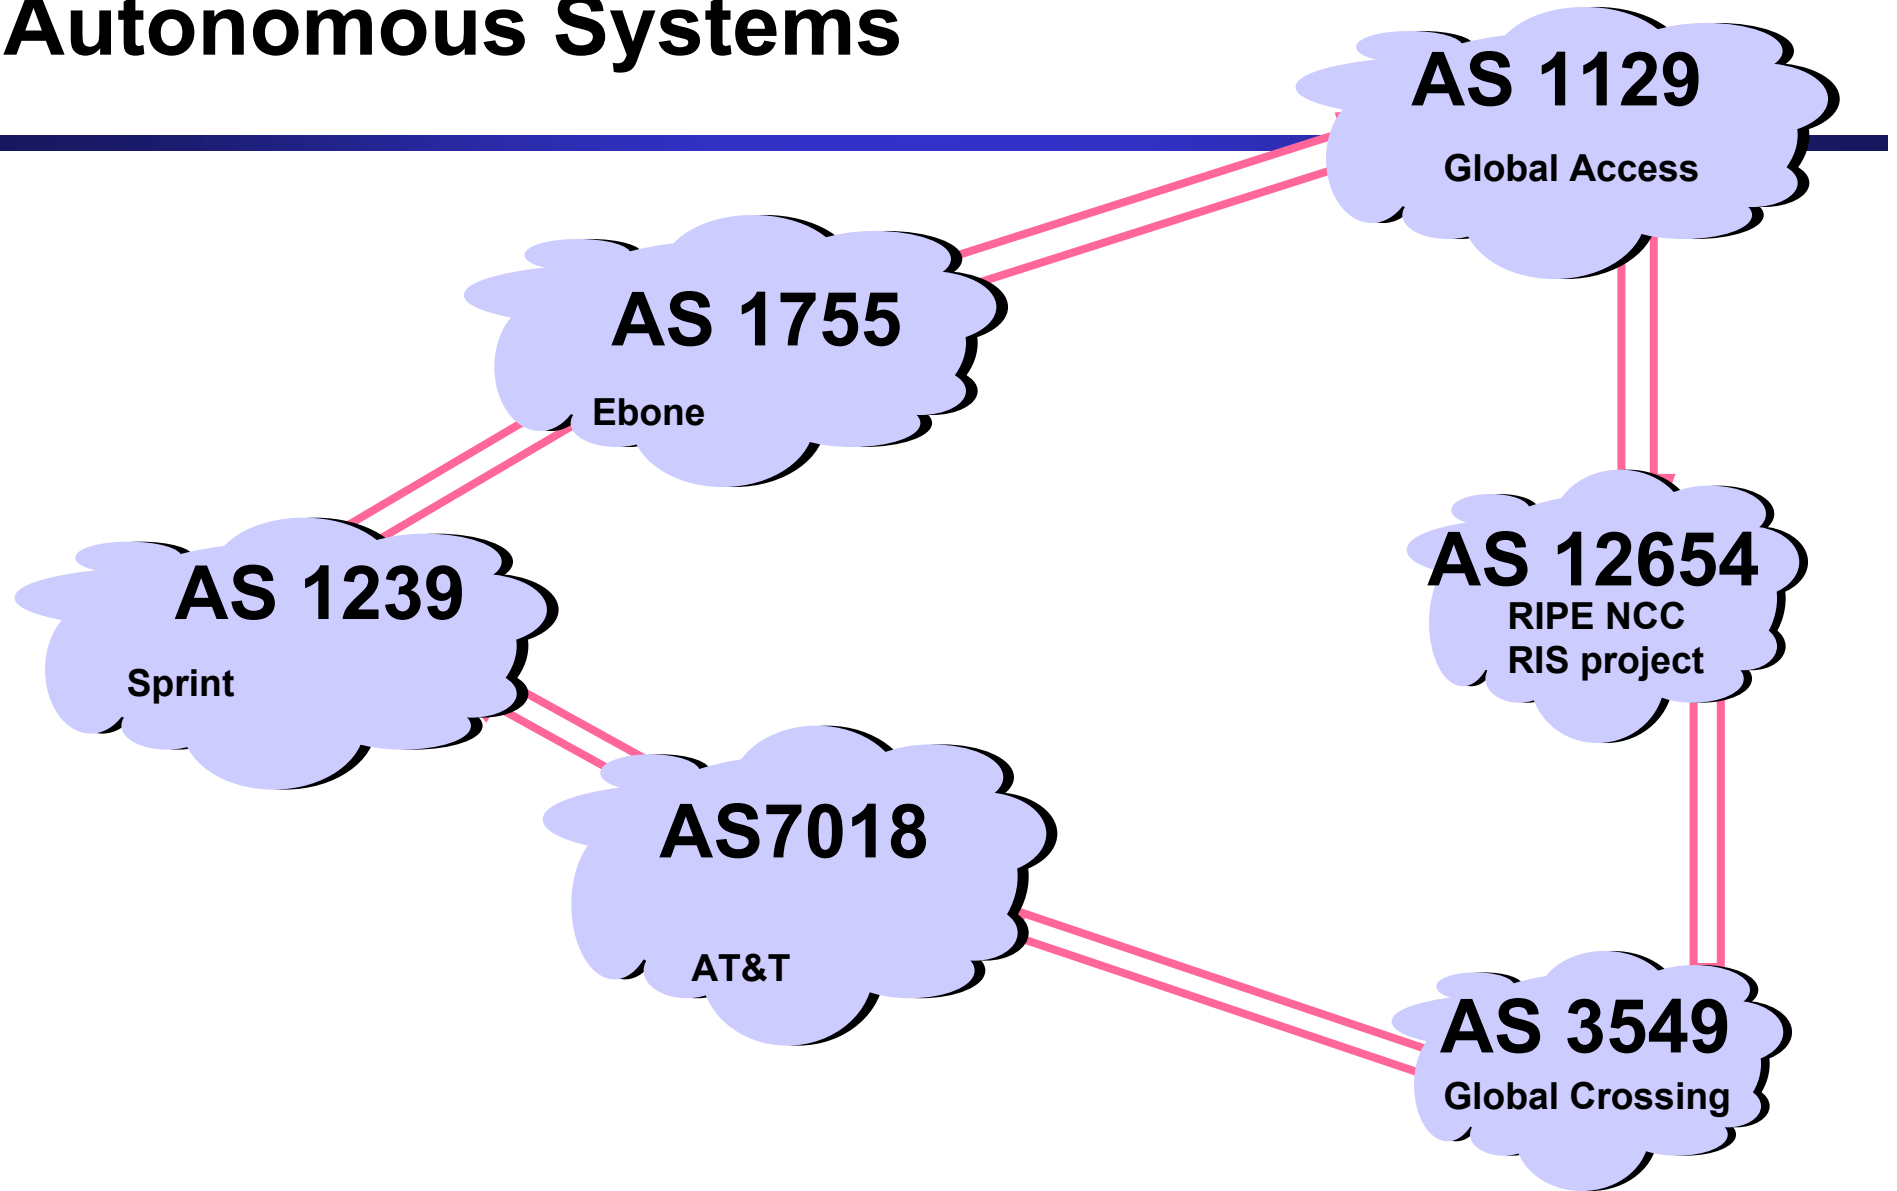 Autonomous Systems
AS 1129
Global Access
AS 1755
Ebone
AS 12654
RIPE NCC
RIS project
AS 1239
Sprint
AS7018
AT&T
AS 3549
Global Crossing